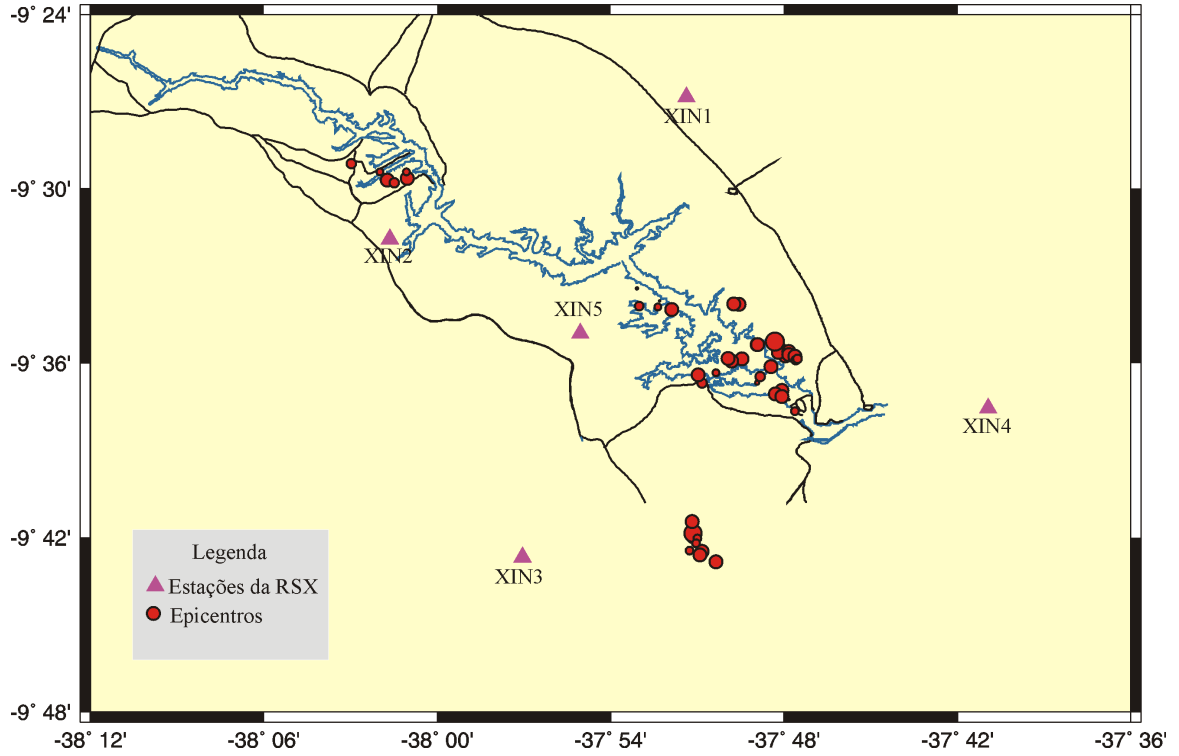 -9° 24'
XIN1
-9° 30'
XIN2
XIN5
-9° 36'
XIN4
-9° 42'
XIN3
Legenda
Estações da RSX
Epicentros
-9° 48'
-38° 12' -38° 06' -38° 00' -37° 54' -37° 48' -37° 42' -37° 36'